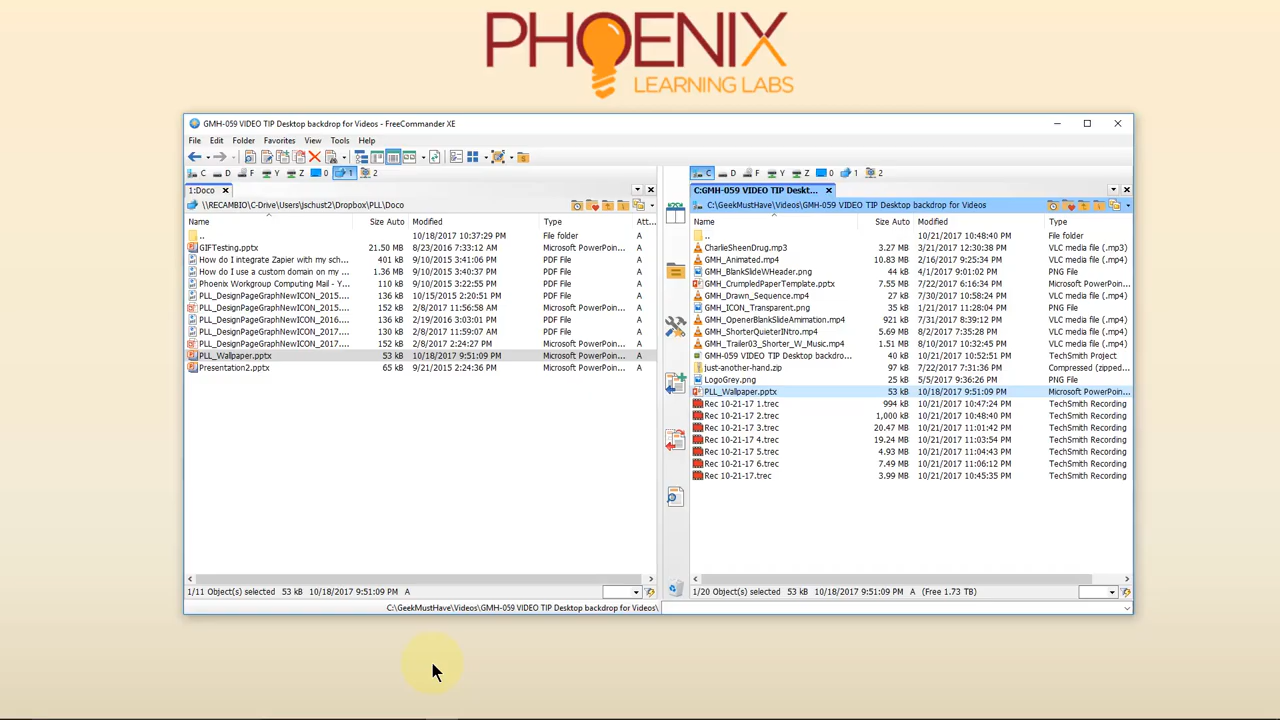 PHOENIX
LEARNING LABS
GMH-059 VIDEO TIP Desktop backdrop for Videos - FreeCommander XE
File Edit Folder Favorites View Tools Help
C D F Y Z 0 1 2
1:Doco
\\RECAMBIO\C-Drive\Users\jschust2\Dropbox\PLL\Doco
Name Size Auto Modified Type Att...
.. 10/18/2017 10:37:29 PM File folder
GIFTesting.pptx 21.50 MB 8/23/2016 7:33:12 AM Microsoft PowerPoin... A
How do I integrate Zapier with my sch... 401 kB 9/10/2015 3:41:06 PM PDF File A
How do I use a custom domain on my ... 1.36 MB 9/10/2015 3:40:37 PM PDF File A
Phoenix Workgroup Computing Mail - Y... 110 kB 9/10/2015 3:22:55 PM PDF File A
PLL_DesignPageGraphNewICON_2015.... 136 kB 10/15/2015 2:20:51 PM PDF File A
PLL_DesignPageGraphNewICON_2015.... 152 kB 2/8/2017 11:56:58 AM Microsoft PowerPoin... A
PLL_DesignPageGraphNewICON_2016.... 136 kB 2/19/2016 3:03:01 PM PDF File A
PLL_DesignPageGraphNewICON_2017.... 130 kB 2/8/2017 11:59:07 AM PDF File A
PLL_DesignPageGraphNewICON_2017.... 152 kB 2/8/2017 2:24:27 PM Microsoft PowerPoin... A
PLL_Wallpaper.pptx 53 kB 10/18/2017 9:51:09 PM Microsoft PowerPoin... A
Presentation2.pptx 65 kB 9/21/2015 2:24:36 PM Microsoft PowerPoin... A
1/11 Object(s) selected 53 kB 10/18/2017 9:51:09 PM A
C D F Y Z 0 1 2
C:GMH-059 VIDEO TIP Deskt...
C:\GeekMustHave\Videos\GMH-059 VIDEO TIP Desktop backdrop for Videos
Name Size Auto Modified Type
.. 10/21/2017 10:48:40 PM File folder
CharlieSheenDrug.mp3 3.27 MB 3/21/2017 12:30:38 PM VLC media file (.mp3)
GMH_Animated.mp4 10.83 MB 2/16/2017 9:54:34 PM VLC media file (.mp4)
GMH_BlankSlideWHeader.png 44 kB 4/1/2017 9:01:02 PM PNG File
GMH_CrumpledPaperTemplate.pptx 7.55 MB 7/22/2017 6:16:34 PM Microsoft PowerPoin...
GMH_Drawn_Sequence.mp4 27 kB 7/30/2017 10:58:24 PM VLC media file (.mp4)
GMH_ICON_Transparent.png 35 kB 1/21/2017 11:28:04 PM PNG File
GMH_OpenerBlankSlideAmimation.mp4 921 kB 7/31/2017 8:39:12 PM VLC media file (.mp4)
GMH_ShorterQuieterINtro.mp4 5.69 MB 8/2/2017 7:35:28 PM VLC media file (.mp4)
GMH_Trailer03_Shorter_W_Music.mp4 1.51 MB 8/10/2017 10:32:45 PM VLC media file (.mp4)
GMH-059 VIDEO TIP Desktop backdro... 40 kB 10/21/2017 10:52:51 PM TechSmith Project
just-another-hand.zip 97 kB 7/22/2017 7:31:36 PM Compressed (zipped...
LogoGrey.png 25 kB 5/5/2017 9:36:26 PM PNG File
PLL_Wallpaper.pptx 53 kB 10/18/2017 9:51:09 PM Microsoft PowerPoin...
Rec 10-21-17 1.trec 994 kB 10/21/2017 10:47:24 PM TechSmith Recording
Rec 10-21-17 2.trec 1,000 kB 10/21/2017 10:48:40 PM TechSmith Recording
Rec 10-21-17 3.trec 20.47 MB 10/21/2017 11:01:42 PM TechSmith Recording
Rec 10-21-17 4.trec 19.24 MB 10/21/2017 11:03:54 PM TechSmith Recording
Rec 10-21-17 5.trec 4.93 MB 10/21/2017 11:04:43 PM TechSmith Recording
Rec 10-21-17 6.trec 7.49 MB 10/21/2017 11:06:12 PM TechSmith Recording
Rec 10-21-17.trec 3.99 MB 10/21/2017 10:45:35 PM TechSmith Recording
1/20 Object(s) selected 53 kB 10/18/2017 9:51:09 PM A (Free 1.73 TB)
C:\GeekMustHave\Videos\GMH-059 VIDEO TIP Desktop backdrop for Videos\